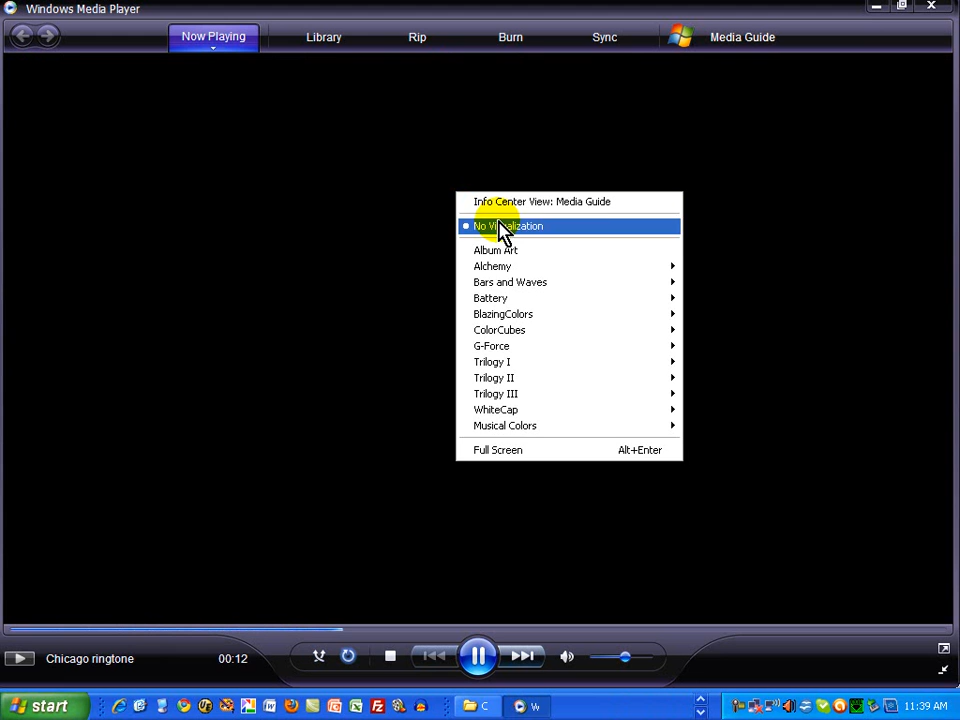 Windows Media Player
Now Playing
Library
Rip
Burn
Sync
Media Guide
Info Center View: Media Guide
No Visualization
Album Art
Alchemy
Bars and Waves
Battery
BlazingColors
ColorCubes
G-Force
Trilogy I
Trilogy II
Trilogy III
WhiteCap
Musical Colors
Full Screen Alt+Enter
Chicago ringtone 00:12
start
C
W
11:39 AM